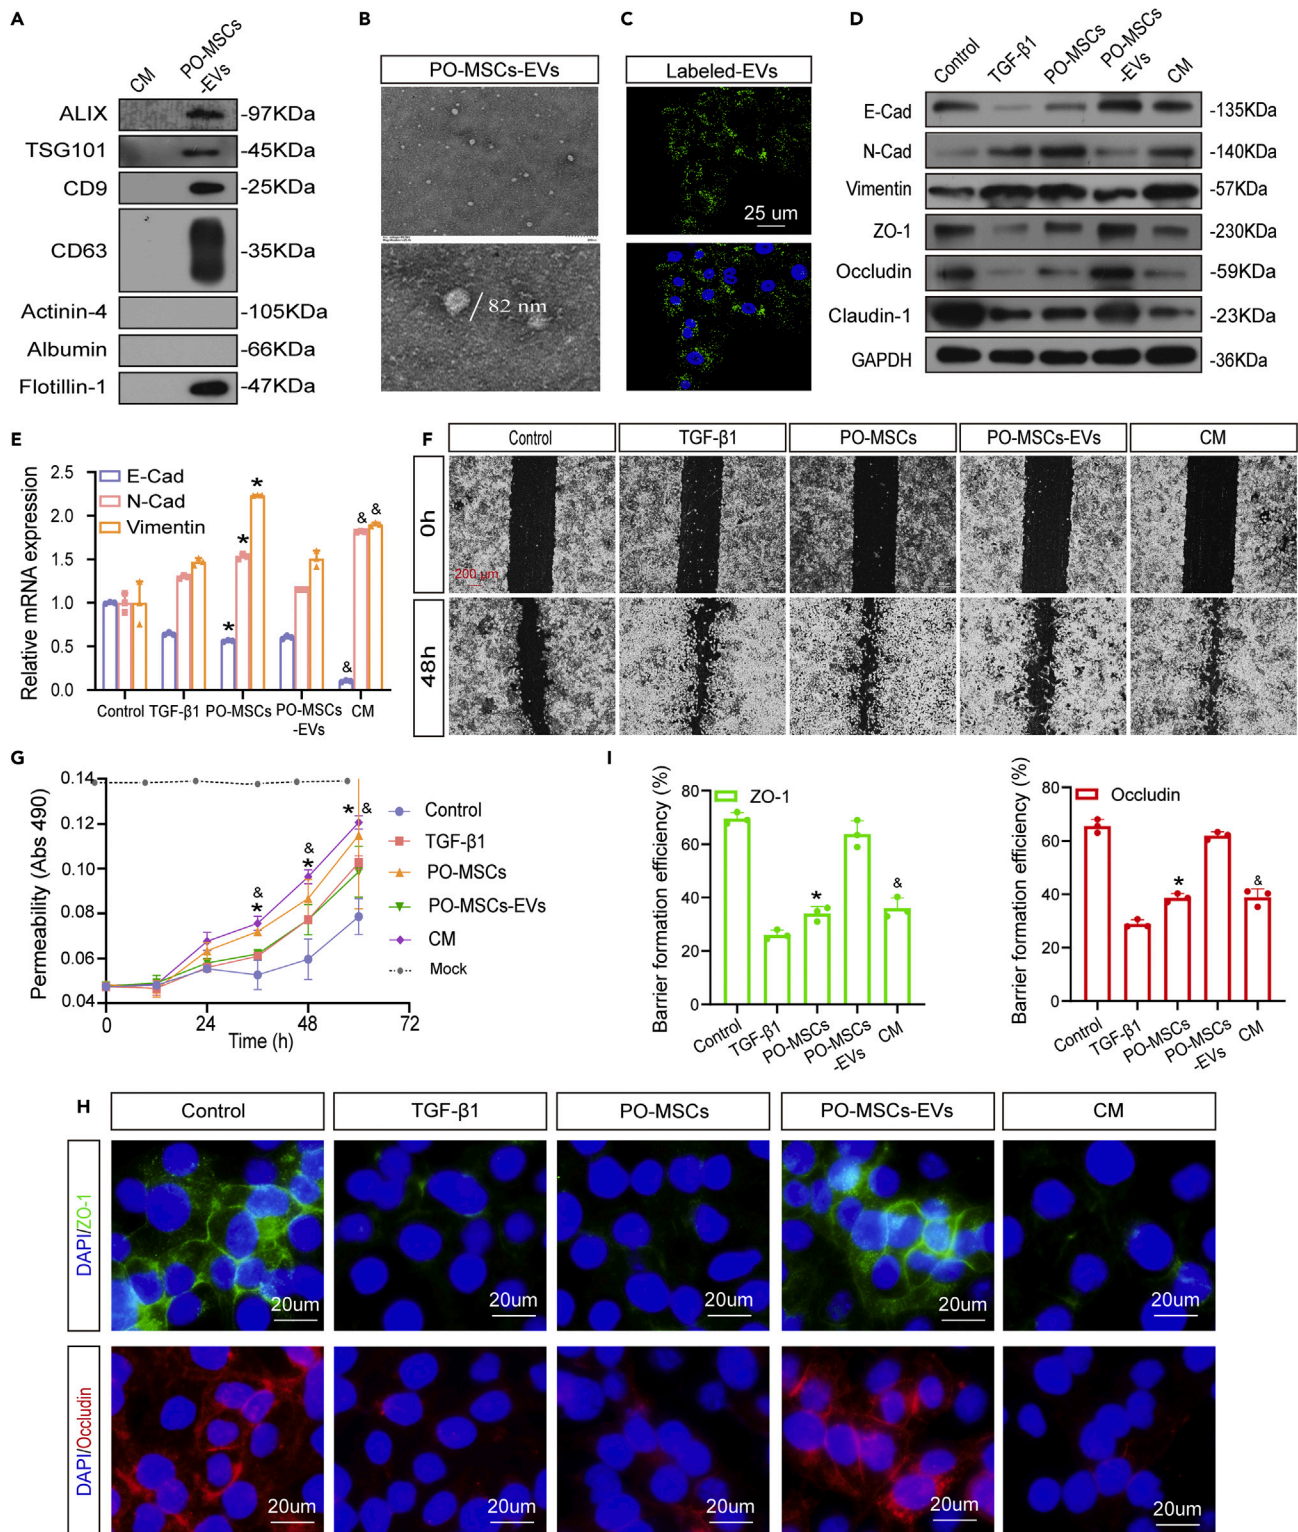 A
CM
PO-MSCs
-EVs
ALIX
-97KDa
TSG101
-45KDa
CD9
-25KDa
CD63
-35KDa
Actinin-4
-105KDa
Albumin
-66KDa
Flotillin-1
-47KDa
B
PO-MSCs-EVs
82 nm
C
Labeled-EVs
25 um
D
Control
TGF-β1
PO-MSCs
PO-MSCs
-EVs
CM
E-Cad
-135KDa
N-Cad
-140KDa
Vimentin
-57KDa
ZO-1
-230KDa
Occludin
-59KDa
Claudin-1
-23KDa
GAPDH
-36KDa
E
Relative mRNA expression
2.5
2.0
1.5
1.0
0.5
0.0
E-Cad
N-Cad
Vimentin
*
*
*
&
& &
Control
TGF-β1
PO-MSCs
PO-MSCs
-EVs
CM
F
Control
TGF-β1
PO-MSCs
PO-MSCs-EVs
CM
0h
200 μm
48h
G
Permeability (Abs 490)
0.14
0.12
0.10
0.08
0.06
0.04
&
*
&
*
* &
0
24
48
72
Time (h)
Control
TGF-β1
PO-MSCs
PO-MSCs-EVs
CM
Mock
I
Barrier formation efficiency (%)
80
60
40
20
0
ZO-1
*
&
Control
TGF-β1
PO-MSCs
PO-MSCs
-EVs
CM
Barrier formation efficiency (%)
80
60
40
20
0
Occludin
*
&
Control
TGF-β1
PO-MSCs
PO-MSCs
-EVs
CM
H
Control
TGF-β1
PO-MSCs
PO-MSCs-EVs
CM
DAPI/ZO-1
20um
20um
20um
20um
20um
DAPI/Occludin
20um
20um
20um
20um
20um